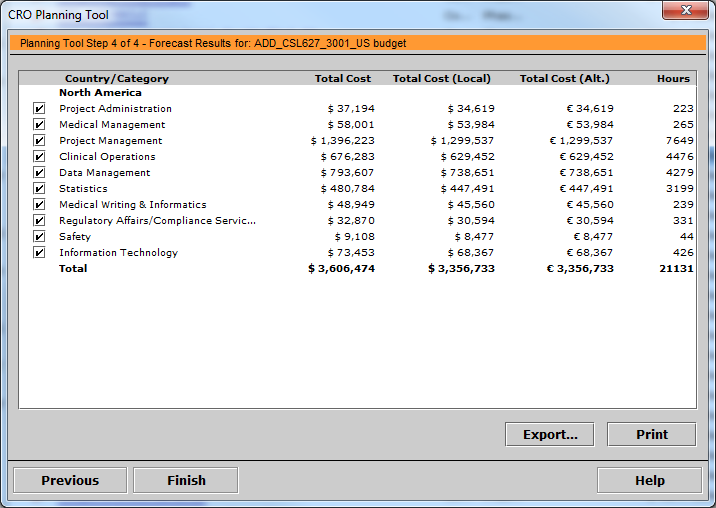 CRO Planning Tool
Planning Tool Step 4 of 4 - Forecast Results for: ADD_CSL627_3001_US budget
Country/Category Total Cost Total Cost (Local) Total Cost (Alt.) Hours
North America
Project Administration $ 37,194 $ 34,619 € 34,619 223
Medical Management $ 58,001 $ 53,984 € 53,984 265
Project Management $ 1,396,223 $ 1,299,537 € 1,299,537 7649
Clinical Operations $ 676,283 $ 629,452 € 629,452 4476
Data Management $ 793,607 $ 738,651 € 738,651 4279
Statistics $ 480,784 $ 447,491 € 447,491 3199
Medical Writing & Informatics $ 48,949 $ 45,560 € 45,560 239
Regulatory Affairs/Compliance Servic... $ 32,870 $ 30,594 € 30,594 331
Safety $ 9,108 $ 8,477 € 8,477 44
Information Technology $ 73,453 $ 68,367 € 68,367 426
Total $ 3,606,474 $ 3,356,733 € 3,356,733 21131
Export... Print
Previous Finish Help